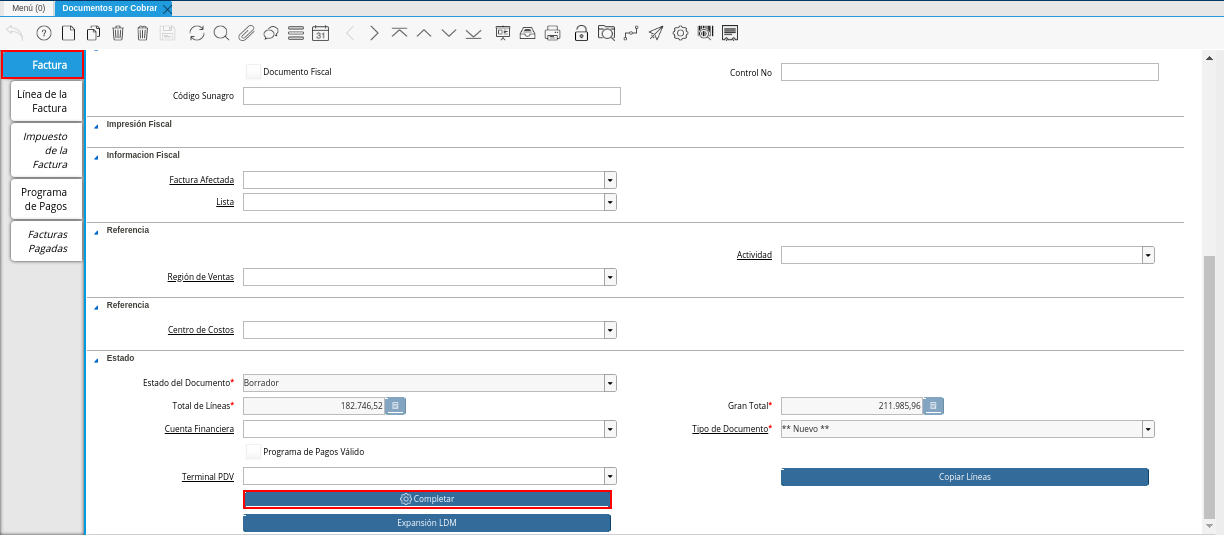 Menú (0)
Documentos por Cobrar
31
Factura
Línea de la
Factura
Impuesto
de la
Factura
Programa
de Pagos
Facturas
Pagadas
Documento Fiscal
Control No
Código Sunagro
Impresión Fiscal
Informacion Fiscal
Factura Afectada
Lista
Referencia
Actividad
Región de Ventas
Referencia
Centro de Costos
Estado
Estado del Documento* Borrador
Total de Líneas* 182.746,52
Gran Total* 211.985,96
Cuenta Financiera
Tipo de Documento* ** Nuevo **
Programa de Pagos Válido
Terminal PDV
Copiar Líneas
Completar
Expansión LDM